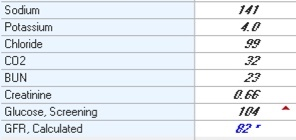 Sodium 141
Potassium 4.0
Chloride 99
CO2 32
BUN 23
Creatinine 0.66
Glucose, Screening 104
GFR, Calculated 82 *